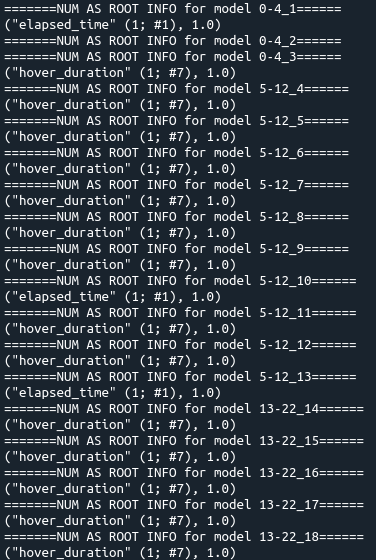 =======NUM AS ROOT INFO for model 0-4_1======
("elapsed_time" (1; #1), 1.0)
=======NUM AS ROOT INFO for model 0-4_2======
=======NUM AS ROOT INFO for model 0-4_3======
("hover_duration" (1; #7), 1.0)
=======NUM AS ROOT INFO for model 5-12_4======
("hover_duration" (1; #7), 1.0)
=======NUM AS ROOT INFO for model 5-12_5======
("hover_duration" (1; #7), 1.0)
=======NUM AS ROOT INFO for model 5-12_6======
("hover_duration" (1; #7), 1.0)
=======NUM AS ROOT INFO for model 5-12_7======
("hover_duration" (1; #7), 1.0)
=======NUM AS ROOT INFO for model 5-12_8======
("hover_duration" (1; #7), 1.0)
=======NUM AS ROOT INFO for model 5-12_9======
("hover_duration" (1; #7), 1.0)
=======NUM AS ROOT INFO for model 5-12_10======
("elapsed_time" (1; #1), 1.0)
=======NUM AS ROOT INFO for model 5-12_11======
("hover_duration" (1; #7), 1.0)
=======NUM AS ROOT INFO for model 5-12_12======
("hover_duration" (1; #7), 1.0)
=======NUM AS ROOT INFO for model 5-12_13======
("elapsed_time" (1; #1), 1.0)
=======NUM AS ROOT INFO for model 13-22_14======
("hover_duration" (1; #7), 1.0)
=======NUM AS ROOT INFO for model 13-22_15======
("hover_duration" (1; #7), 1.0)
=======NUM AS ROOT INFO for model 13-22_16======
("hover_duration" (1; #7), 1.0)
=======NUM AS ROOT INFO for model 13-22_17======
("hover_duration" (1; #7), 1.0)
=======NUM AS ROOT INFO for model 13-22_18======
("hover_duration" (1; #7), 1.0)